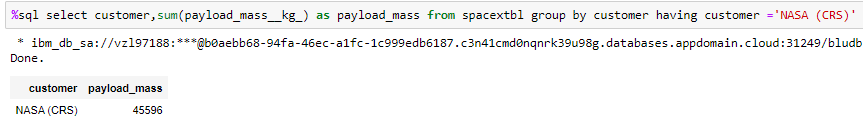 %sql select customer,sum(payload_mass__kg_) as payload_mass from spacextbl group by customer having customer ='NASA (CRS)'
* ibm_db_sa://vzl97188:***@b0aebb68-94fa-46ec-a1fc-1c999edb6187.c3n41cmd0nqnrk39u98g.databases.appdomain.cloud:31249/bludb
Done.
customer payload_mass
NASA (CRS) 45596